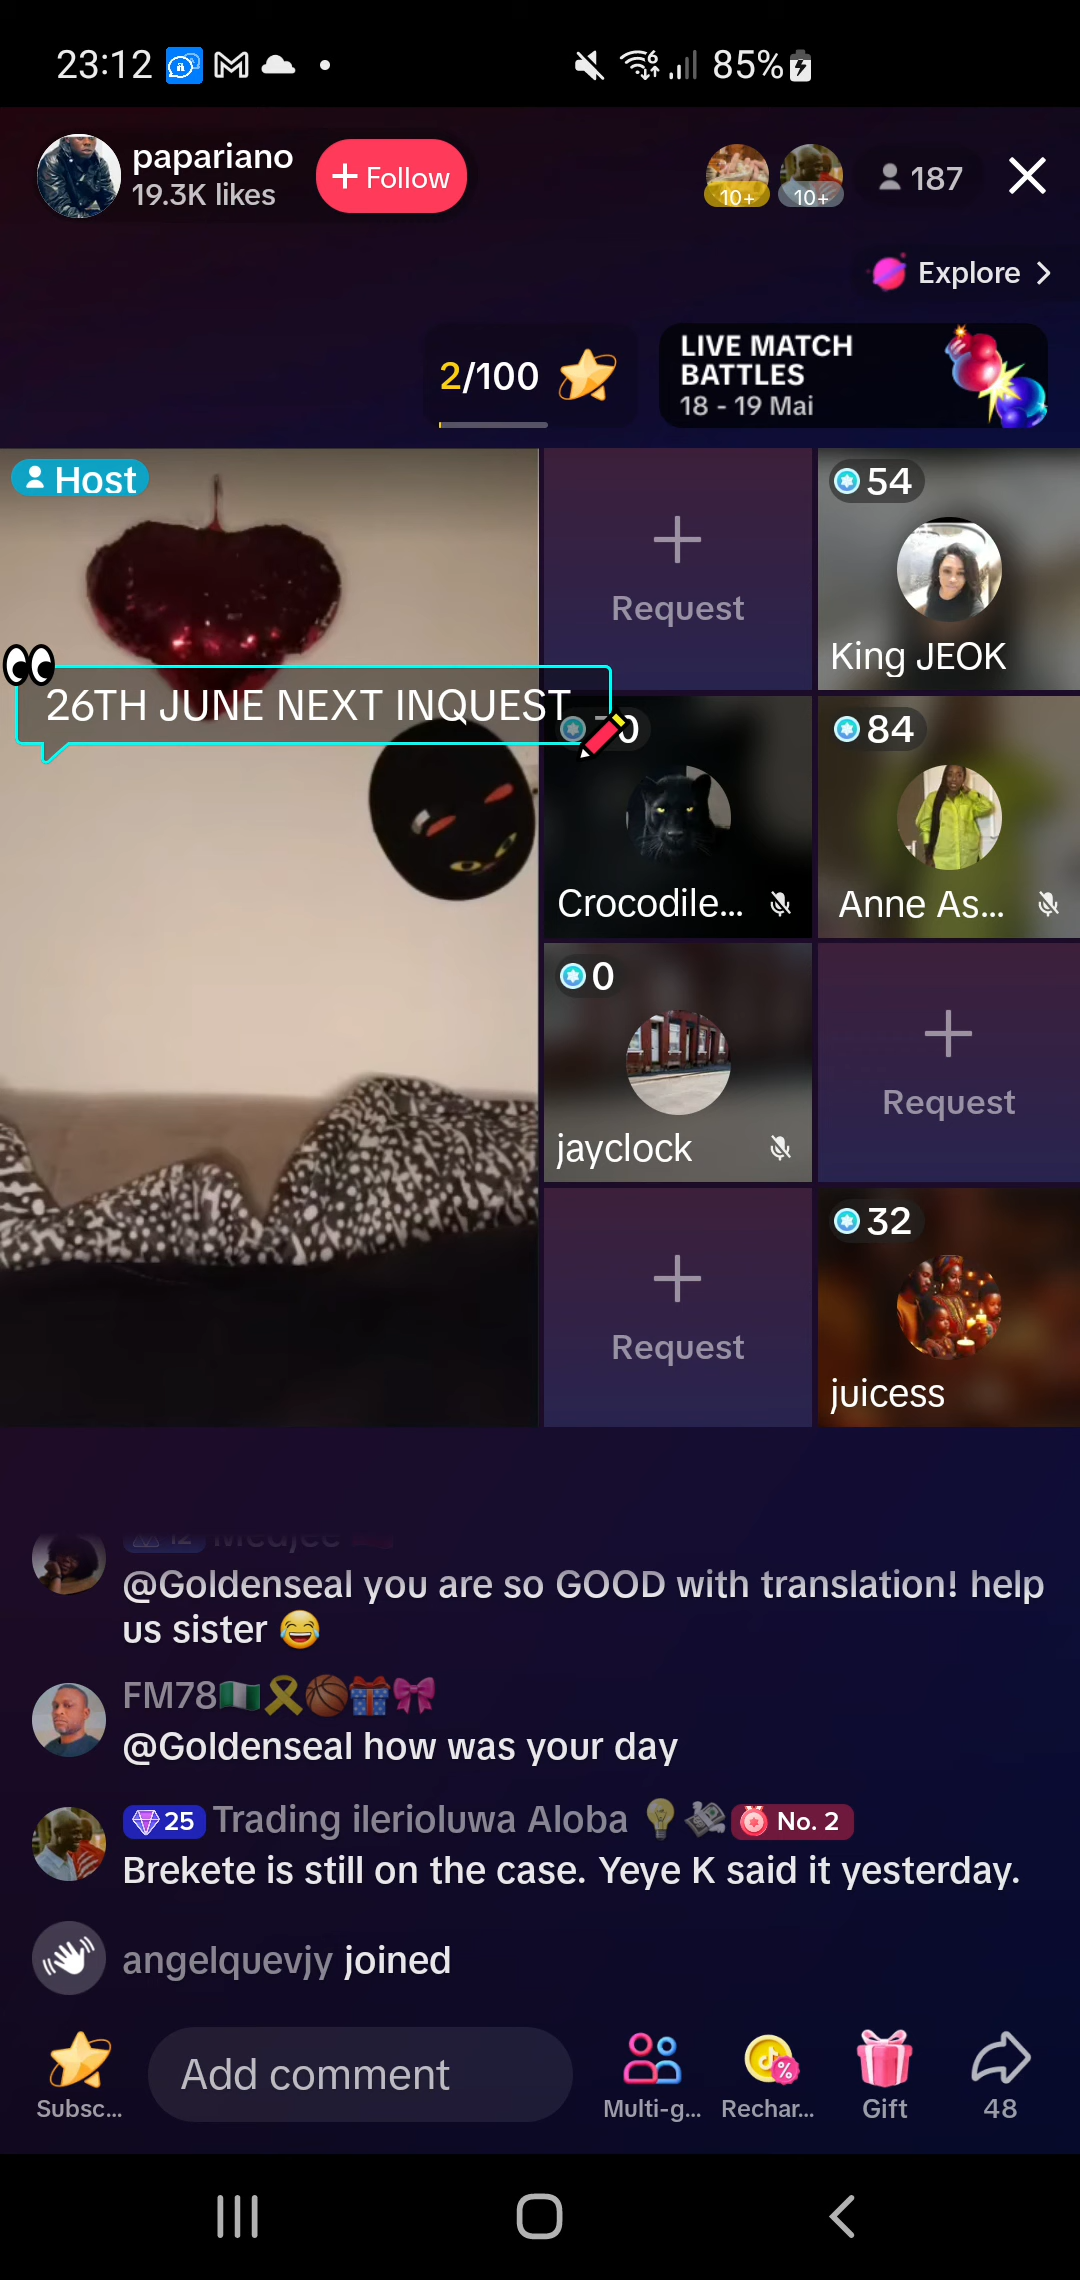 23:12
85%
papariano
19.3K likes
+ Follow
10+
10+
187
Explore
2/100
LIVE MATCH
BATTLES
18 - 19 Mai
Host
Request
54
King JEOK
26TH JUNE NEXT INQUEST
Crocodile...
84
Anne As...
0
jayclock
Request
Request
32
juicess
12 Medjee
@Goldenseal you are so GOOD with translation! help
us sister 😂
FM78🇳🇬🎗🏀🎁🎀
@Goldenseal how was your day
25 Trading ilerioluwa Aloba 💡💸 No. 2
Brekete is still on the case. Yeye K said it yesterday.
angelquevjy joined
Subsc...
Add comment
Multi-g...
Rechar...
Gift
48